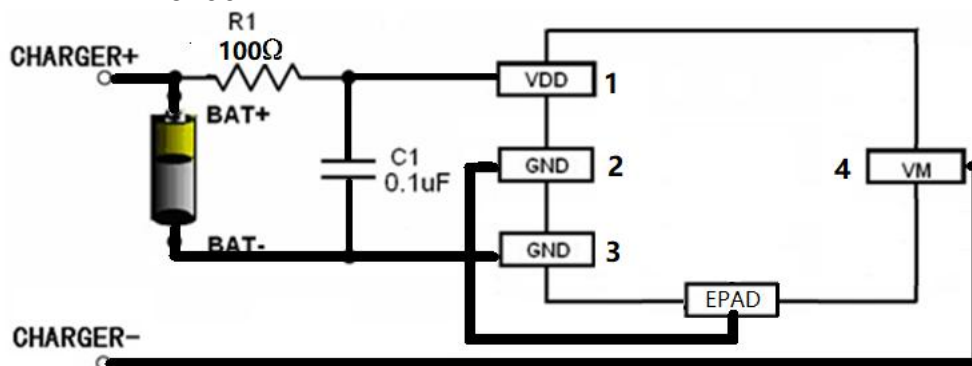 R1
100Ω
CHARGER+
BAT+
VDD
1
C1
0.1uF
GND
2
4
VM
BAT-
GND
3
EPAD
CHARGER-